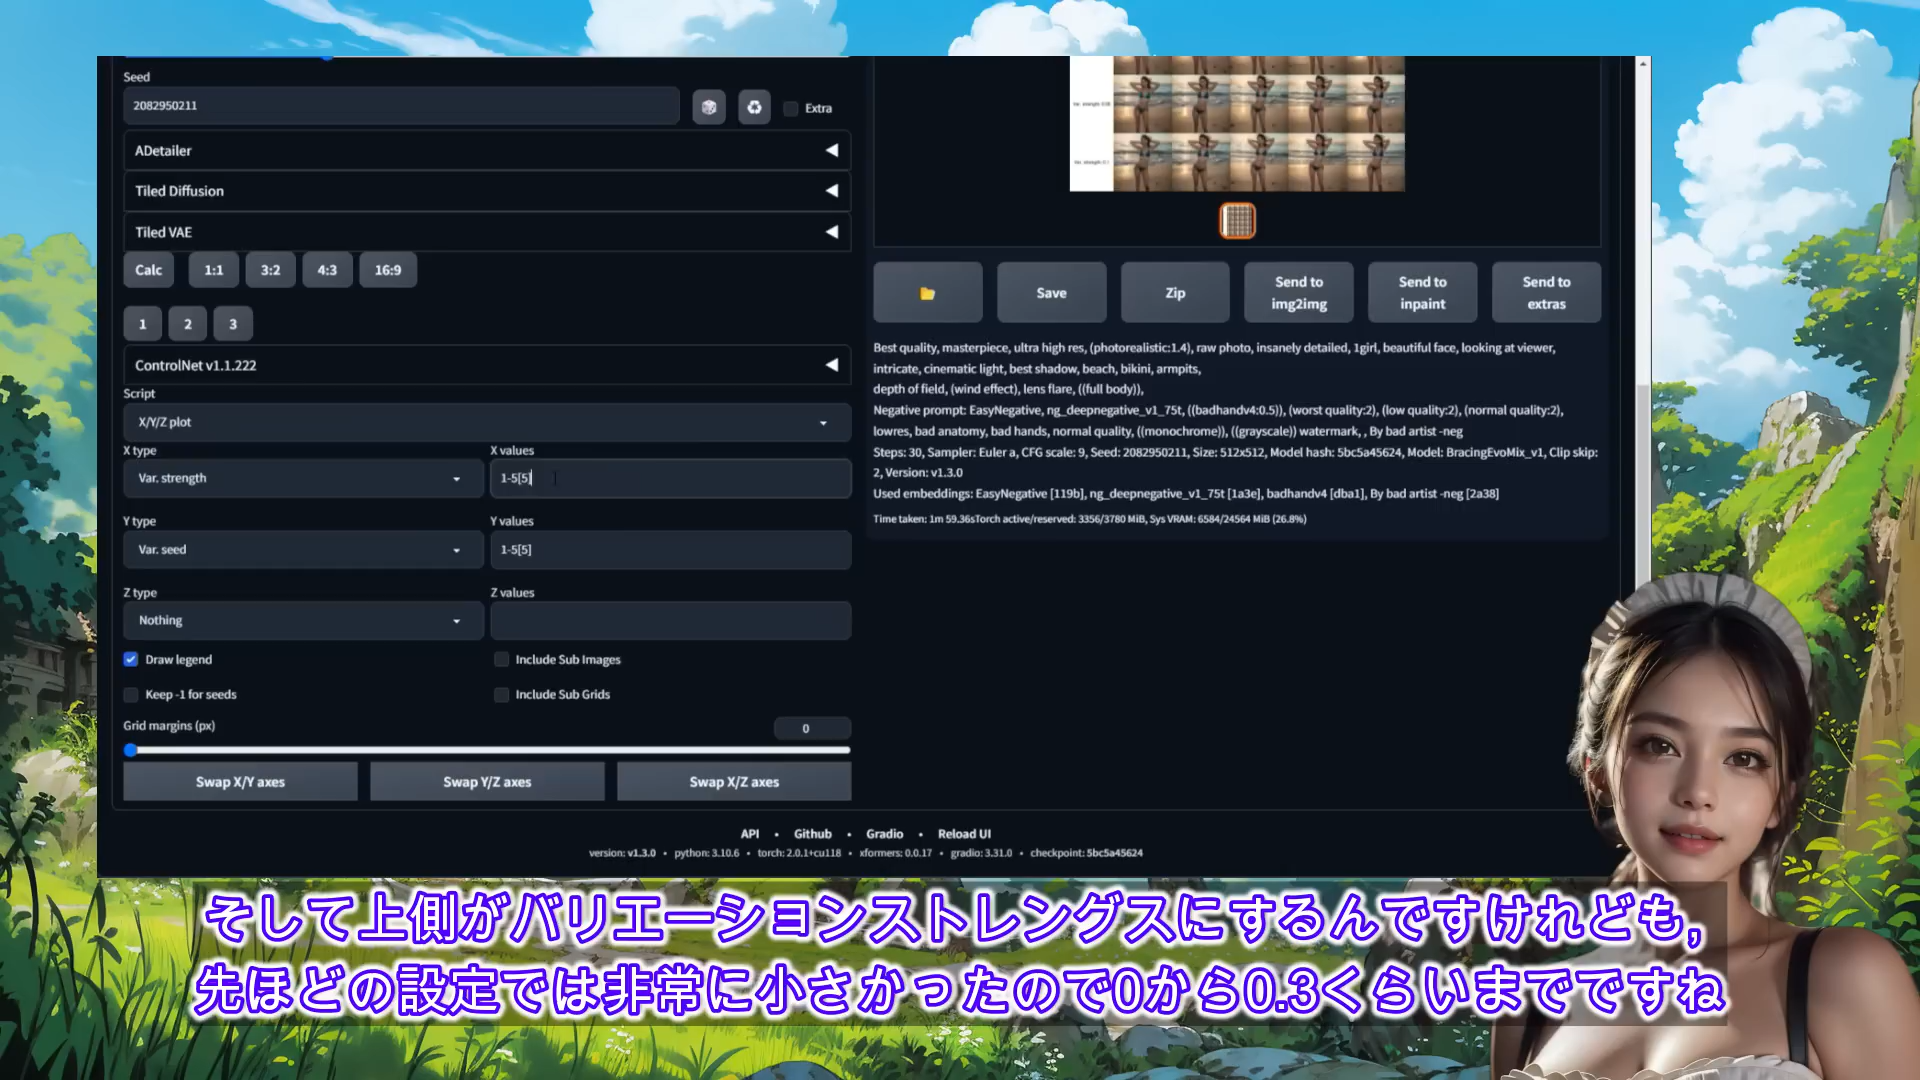 Seed
2082950211
Extra
ADetailer
Tiled Diffusion
Tiled VAE
Calc 1:1 3:2 4:3 16:9
1 2 3
ControlNet v1.1.222
Script
X/Y/Z plot
X type
X values
Var. strength
1-5[5]
Y type
Y values
Var. seed
1-5[5]
Z type
Z values
Nothing
Draw legend
Include Sub Images
Keep -1 for seeds
Include Sub Grids
Grid margins (px)
0
Swap X/Y axes
Swap Y/Z axes
Swap X/Z axes
Save
Zip
Send to
img2img
Send to
inpaint
Send to
extras
Best quality, masterpiece, ultra high res, (photorealistic:1.4), raw photo, insanely detailed, 1girl, beautiful face, looking at viewer,
intricate, cinematic light, best shadow, beach, bikini, armpits,
depth of field, (wind effect), lens flare, ((full body)),
Negative prompt: EasyNegative, ng_deepnegative_v1_75t, ((badhandv4:0.5)), (worst quality:2), (low quality:2), (normal quality:2),
lowres, bad anatomy, bad hands, normal quality, ((monochrome)), ((grayscale)) watermark, , By bad artist -neg
Steps: 30, Sampler: Euler a, CFG scale: 9, Seed: 2082950211, Size: 512x512, Model hash: 5bc5a45624, Model: BracingEvoMix_v1, Clip skip:
2, Version: v1.3.0
Used embeddings: EasyNegative [119b], ng_deepnegative_v1_75t [1a3e], badhandv4 [dba1], By bad artist -neg [2a38]
Time taken: 1m 59.36sTorch active/reserved: 3356/3780 MiB, Sys VRAM: 6584/24564 MiB (26.8%)
API • Github • Gradio • Reload UI
version: v1.3.0 • python: 3.10.6 • torch: 2.0.1+cu118 • xformers: 0.0.17 • gradio: 3.31.0 • checkpoint: 5bc5a45624
そして上側がバリエーションストレングスにするんですけれども,
先ほどの設定では非常に小さかったので0から0.3くらいまでですね